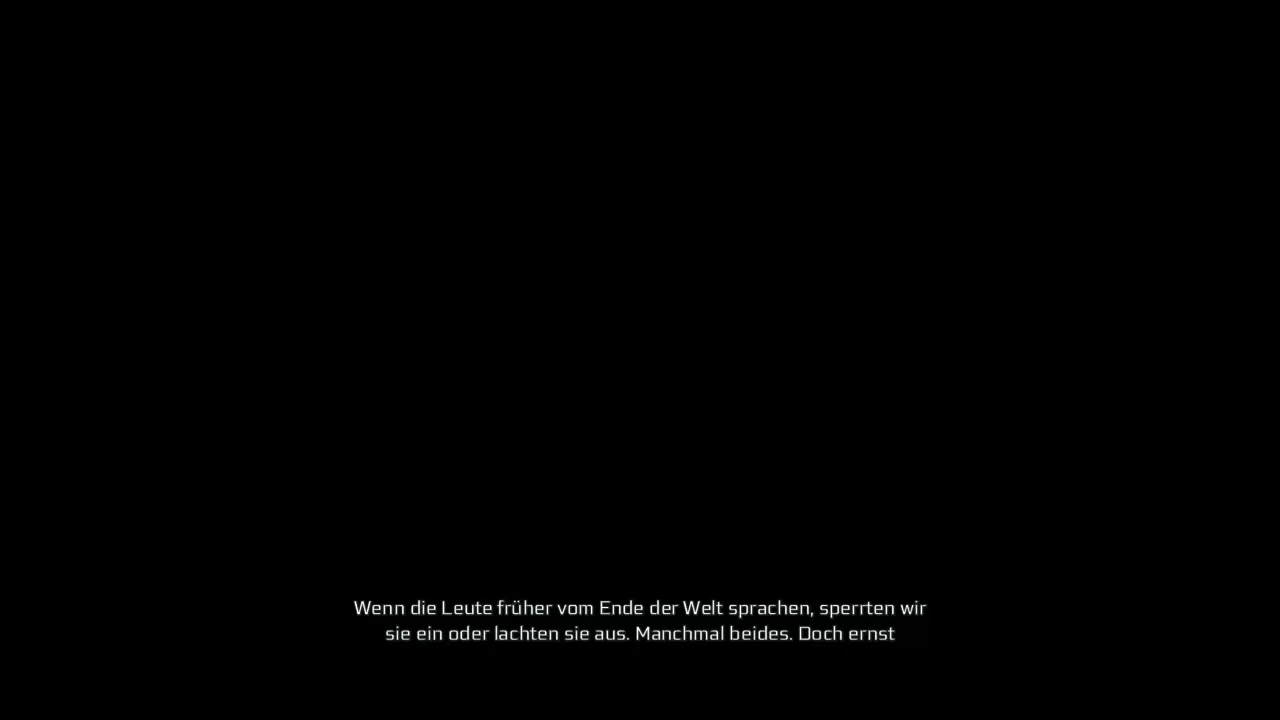 Wenn die Leute früher vom Ende der Welt sprachen, sperrten wir
sie ein oder lachten sie aus. Manchmal beides. Doch ernst